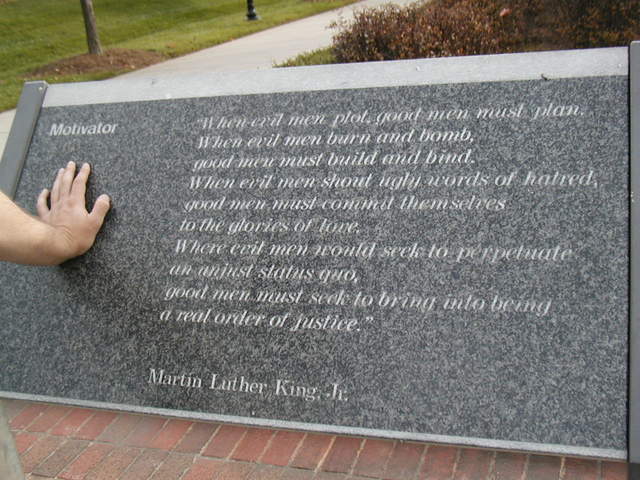 Motivator
"When evil men plot, good men must plan.
When evil men burn and bomb,
good men must build and bind.
When evil men shout ugly words of hatred,
good men must commit themselves
to the glories of love.
Where evil men would seek to perpetuate
an unjust status quo,
good men must seek to bring into being
a real order of justice."
Martin Luther King, Jr.